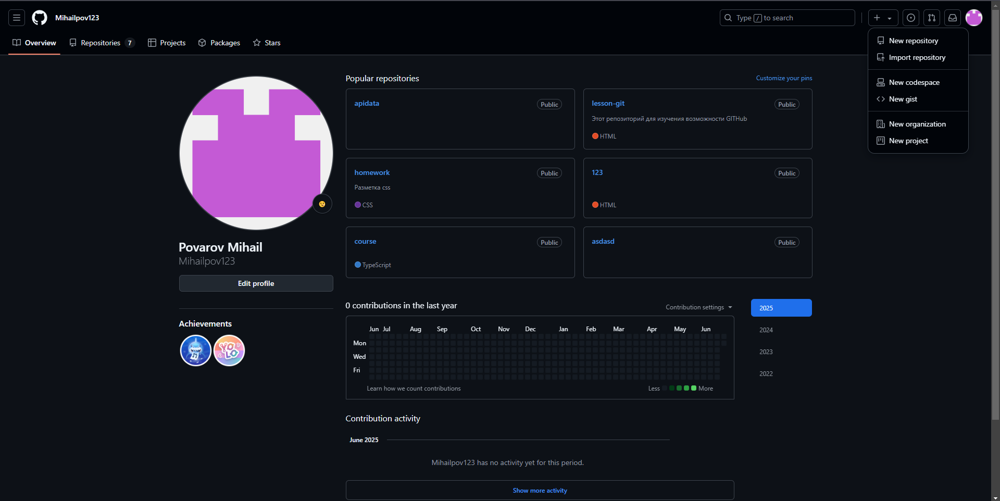 Mihailpov123
Type / to search
Overview
Repositories 7
Projects
Packages
Stars
New repository
Import repository
New codespace
New gist
New organization
New project
Povarov Mihail
Mihailpov123
Edit profile
Achievements
YOLO
Popular repositories
Customize your pins
apidata
Public
lesson-git
Public
Этот репозиторий для изучения возможности GITHub
HTML
homework
Public
Разметка css
CSS
123
Public
HTML
course
Public
TypeScript
asdasd
Public
0 contributions in the last year
Contribution settings
2025
2024
2023
2022
Jun Jul Aug Sep Oct Nov Dec Jan Feb Mar Apr May Jun
Mon
Wed
Fri
Learn how we count contributions
Less More
Contribution activity
June 2025
Mihailpov123 has no activity yet for this period.
Show more activity